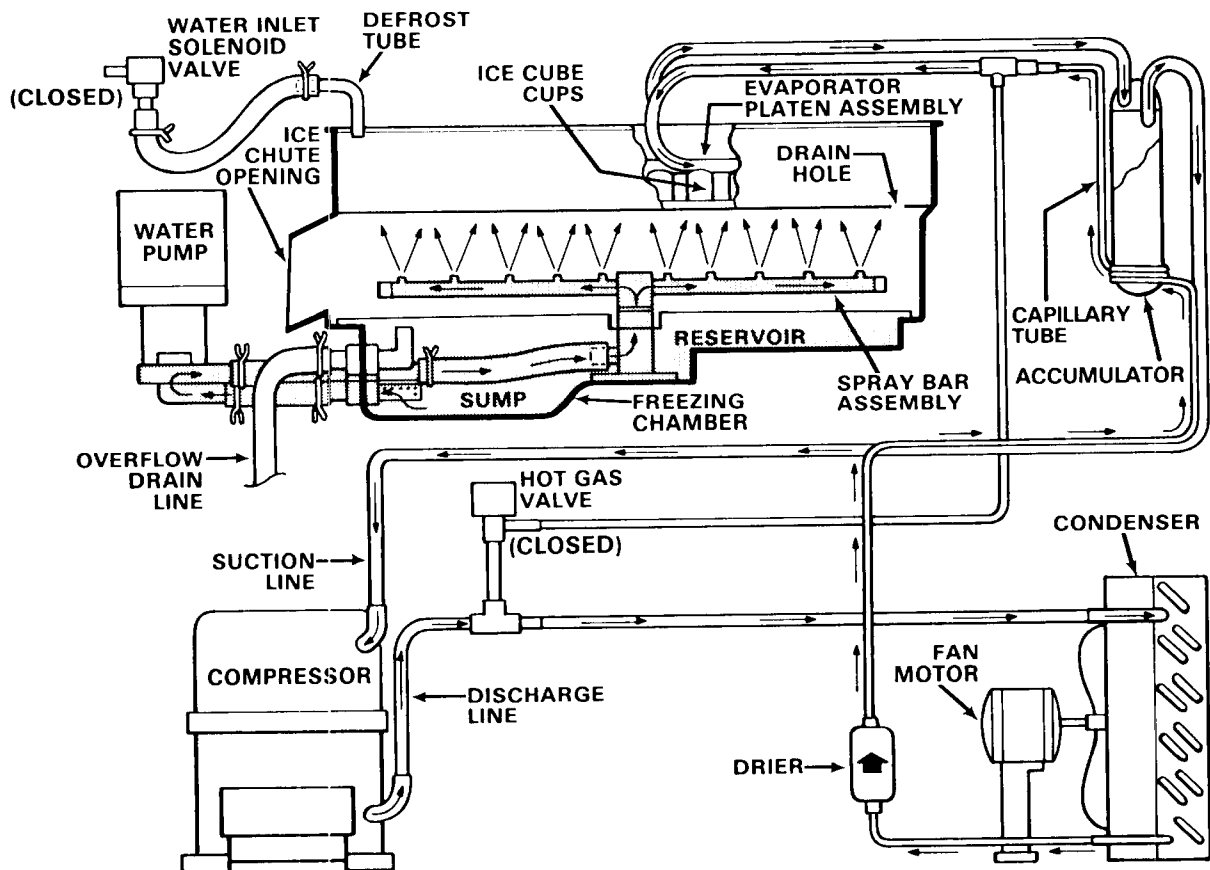 WATER INLET
SOLENOID
VALVE
(CLOSED)
DEFROST
TUBE
ICE CUBE
CUPS
EVAPORATOR
PLATEN ASSEMBLY
ICE
CHUTE
OPENING
DRAIN
HOLE
WATER
PUMP
CAPILLARY
TUBE
RESERVOIR
ACCUMULATOR
SPRAY BAR
ASSEMBLY
SUMP
FREEZING
CHAMBER
OVERFLOW
DRAIN
LINE
HOT GAS
VALVE
(CLOSED)
CONDENSER
SUCTION
LINE
COMPRESSOR
DISCHARGE
LINE
FAN
MOTOR
DRIER